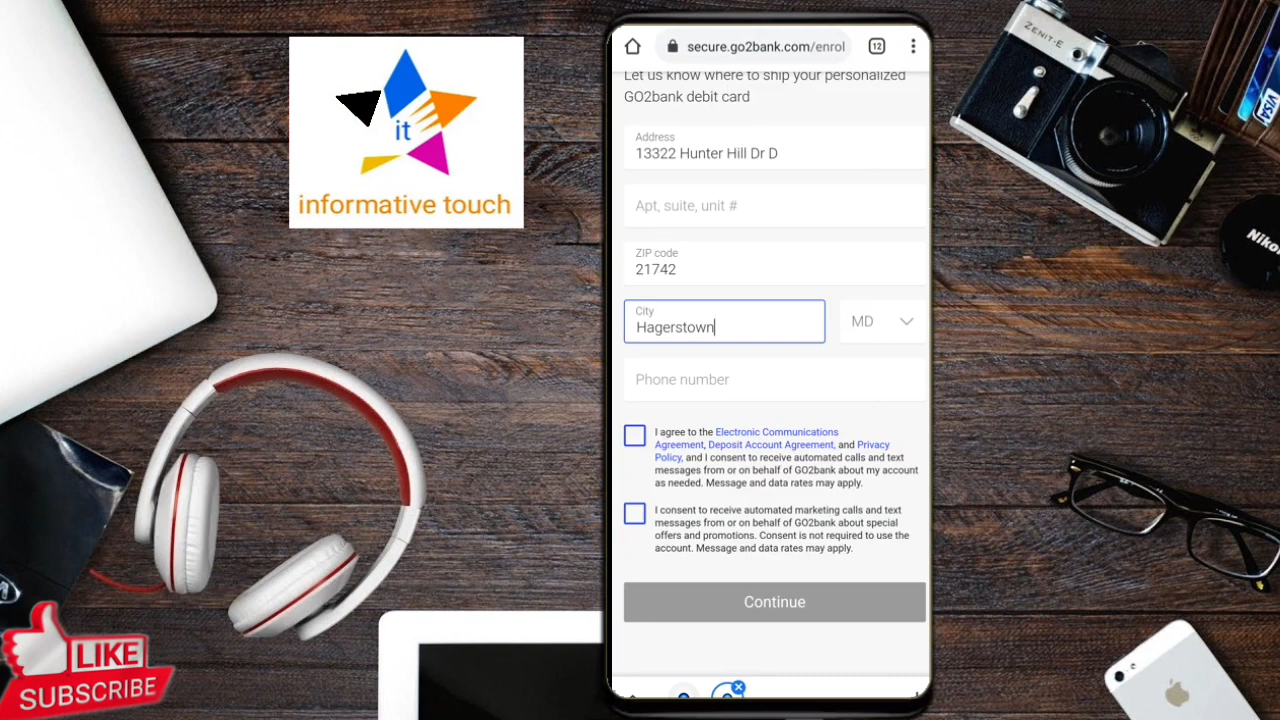 it
informative touch
secure.go2bank.com/enrol
12
Let us know where to ship your personalized
GO2bank debit card
Address
13322 Hunter Hill Dr D
Apt, suite, unit #
ZIP code
21742
City
Hagerstown
MD
Phone number
I agree to the Electronic Communications
Agreement, Deposit Account Agreement, and Privacy
Policy, and I consent to receive automated calls and text
messages from or on behalf of GO2bank about my account
as needed. Message and data rates may apply.
I consent to receive automated marketing calls and text
messages from or on behalf of GO2bank about special
offers and promotions. Consent is not required to use the
account. Message and data rates may apply.
Continue
ZENIT-E
VISA
Nikon
LIKE
SUBSCRIBE